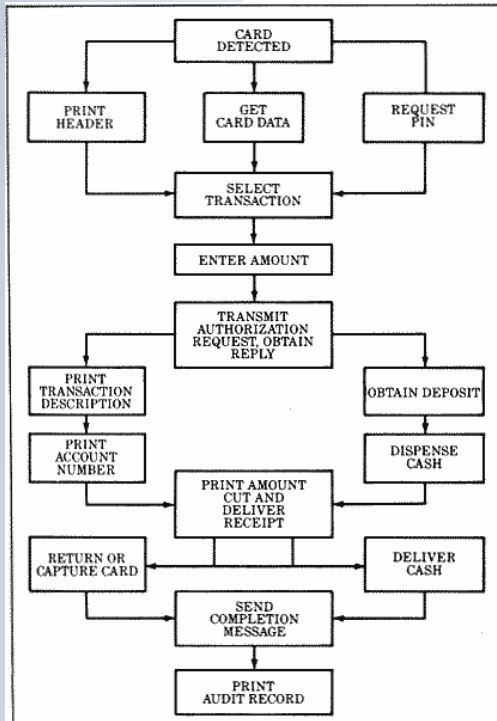 CARD
DETECTED
PRINT
HEADER
GET
CARD DATA
REQUEST
PIN
SELECT
TRANSACTION
ENTER AMOUNT
TRANSMIT
AUTHORIZATION
REQUEST, OBTAIN
REPLY
PRINT
TRANSACTION
DESCRIPTION
OBTAIN DEPOSIT
PRINT
ACCOUNT
NUMBER
DISPENSE
CASH
PRINT AMOUNT
CUT AND
DELIVER
RECEIPT
RETURN OR
CAPTURE CARD
DELIVER
CASH
SEND
COMPLETION
MESSAGE
PRINT
AUDIT RECORD